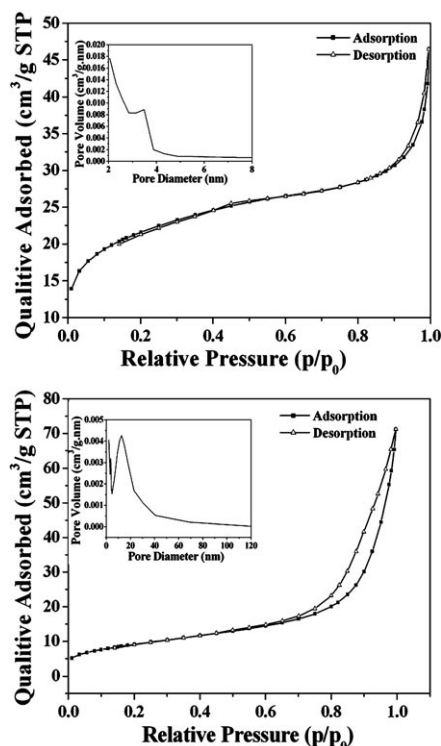 Qualitive Adsorbed (cm³/g STP
50
45
40
35
30
25
20
15
10
Adsorption
Desorption
Pore Volume (cm³/g.nm)
0.020
0.018
0.016
0.014
0.012
0.010
0.008
0.006
0.004
0.002
0.000
2 4 6 8
Pore Diameter (nm)
0.0 0.2 0.4 0.6 0.8 1.0
Relative Pressure (p/p₀)
Qualitive Adsorbed (cm³/g STP)
80
70
60
50
40
30
20
10
0
Adsorption
Desorption
Pore Volume (cm³/g.nm)
0.005
0.004
0.003
0.002
0.001
0.000
0 20 40 60 80 100 120
Pore Diameter (nm)
0.0 0.2 0.4 0.6 0.8 1.0
Relative Pressure (p/p₀)